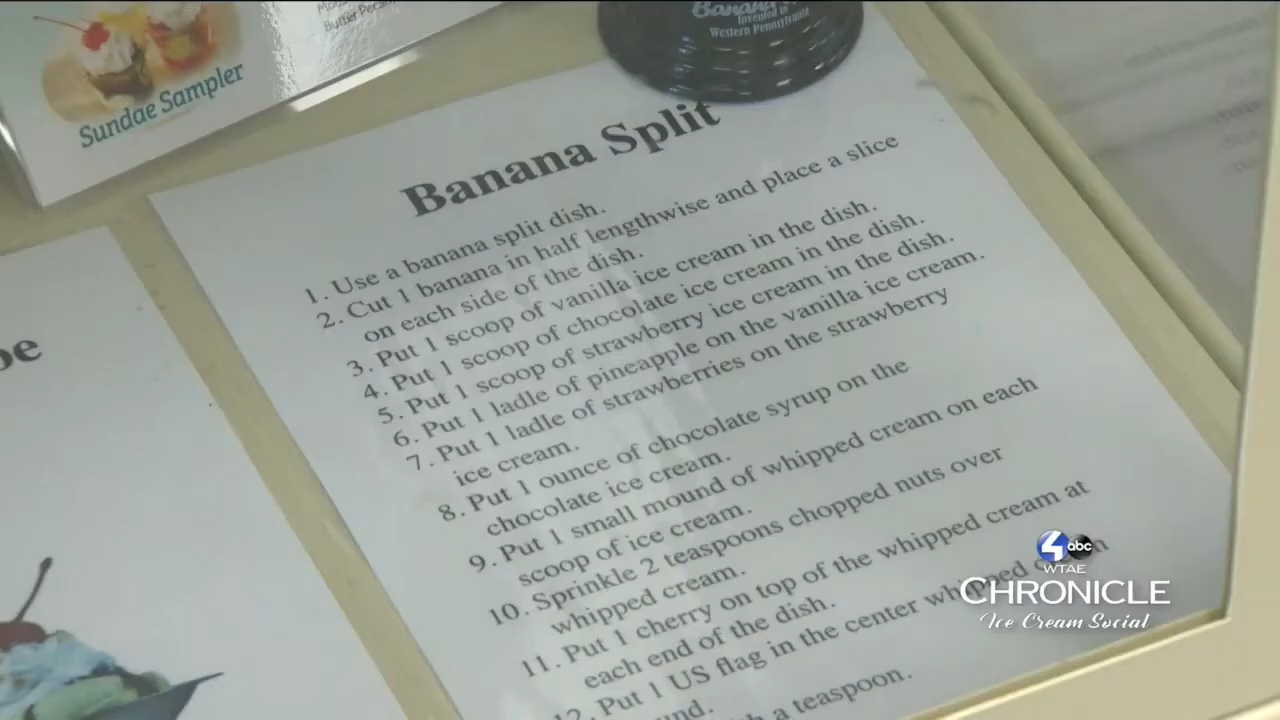 Butter Pecan
Sundae Sampler
Banana
Invented in
Western Pennsylvania
Banana Split
1. Use a banana split dish.
2. Cut 1 banana in half lengthwise and place a slice
on each side of the dish.
3. Put 1 scoop of vanilla ice cream in the dish.
4. Put 1 scoop of chocolate ice cream in the dish.
5. Put 1 scoop of strawberry ice cream in the dish.
6. Put 1 ladle of pineapple on the vanilla ice cream.
7. Put 1 ladle of strawberries on the strawberry
ice cream.
8. Put 1 ounce of chocolate syrup on the
chocolate ice cream.
9. Put 1 small mound of whipped cream on each
scoop of ice cream.
10. Sprinkle 2 teaspoons chopped nuts over
whipped cream.
11. Put 1 cherry on top of the whipped cream at
each end of the dish.
12. Put 1 US flag in the center whipped
a teaspoon.
4 abc
WTAE
CHRONICLE
Ice Cream Social